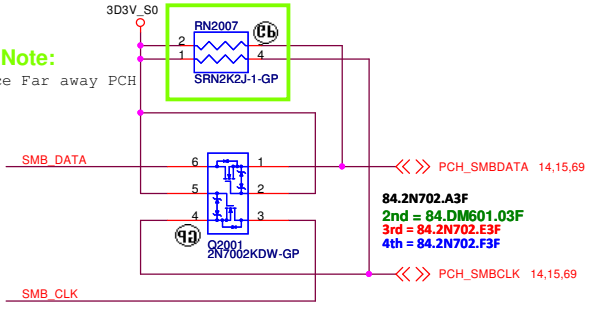 3D3V_S0
RN2007
2
1
4
SRN2K2J-1-GP
Note:
ce Far away PCH
SMB_DATA
6
1
PCH_SMBDATA 14,15,69
5
2
4
3
84.2N702.A3F
2nd = 84.DM601.03F
3rd = 84.2N702.E3F
4th = 84.2N702.F3F
Q2001
2N7002KDW-GP
PCH_SMBCLK 14,15,69
SMB_CLK